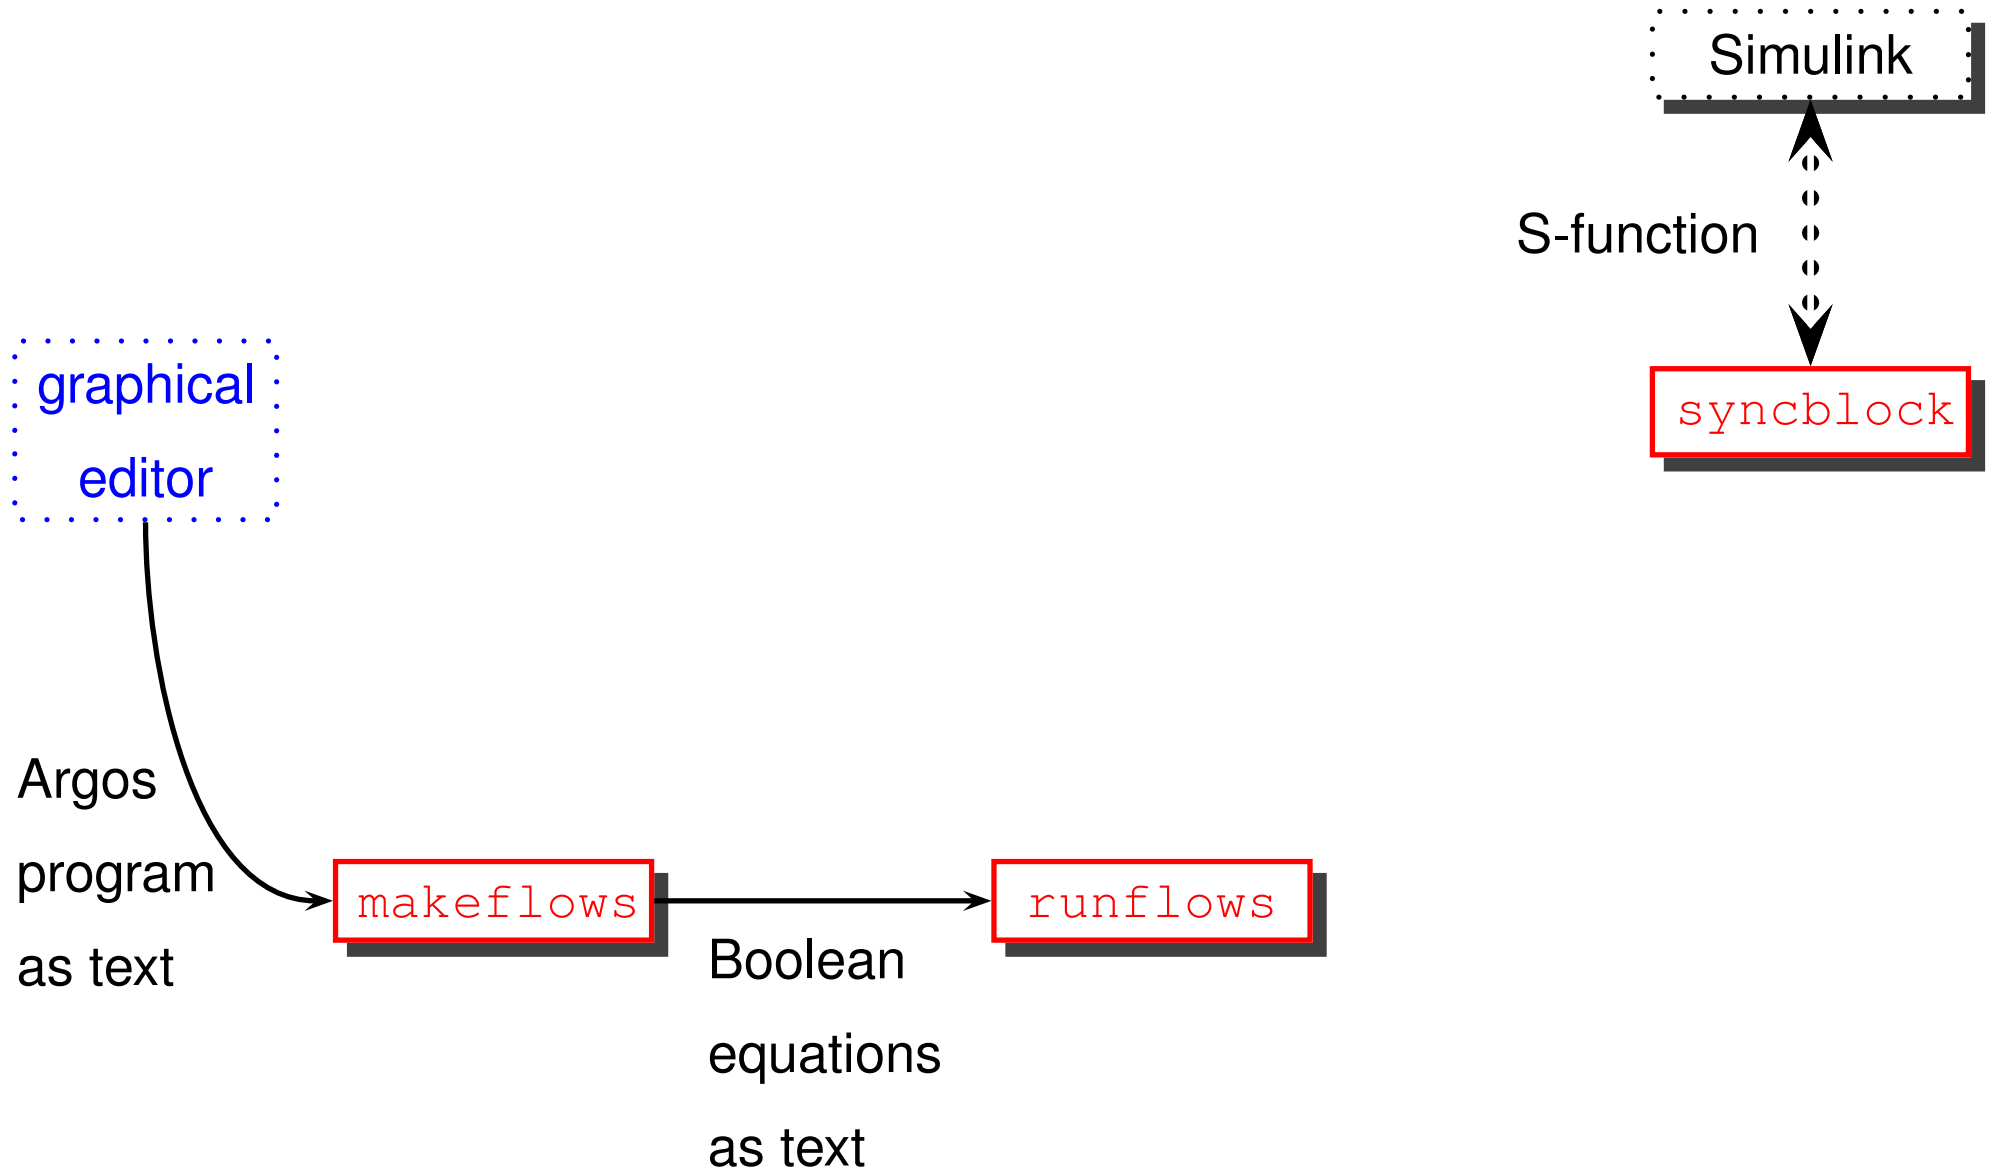 Simulink
S-function
graphical
editor
syncblock
Argos
program
as text
makeflows
runflows
Boolean
equations
as text